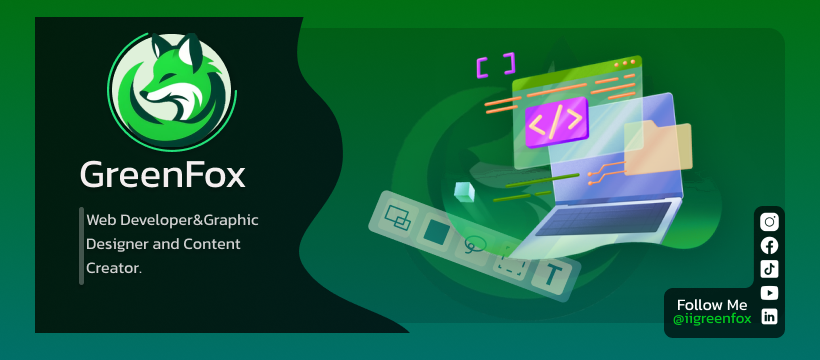 GreenFox
Web Developer&Graphic
Designer and Content
Creator.
</>
T
Follow Me
@iigreenfox